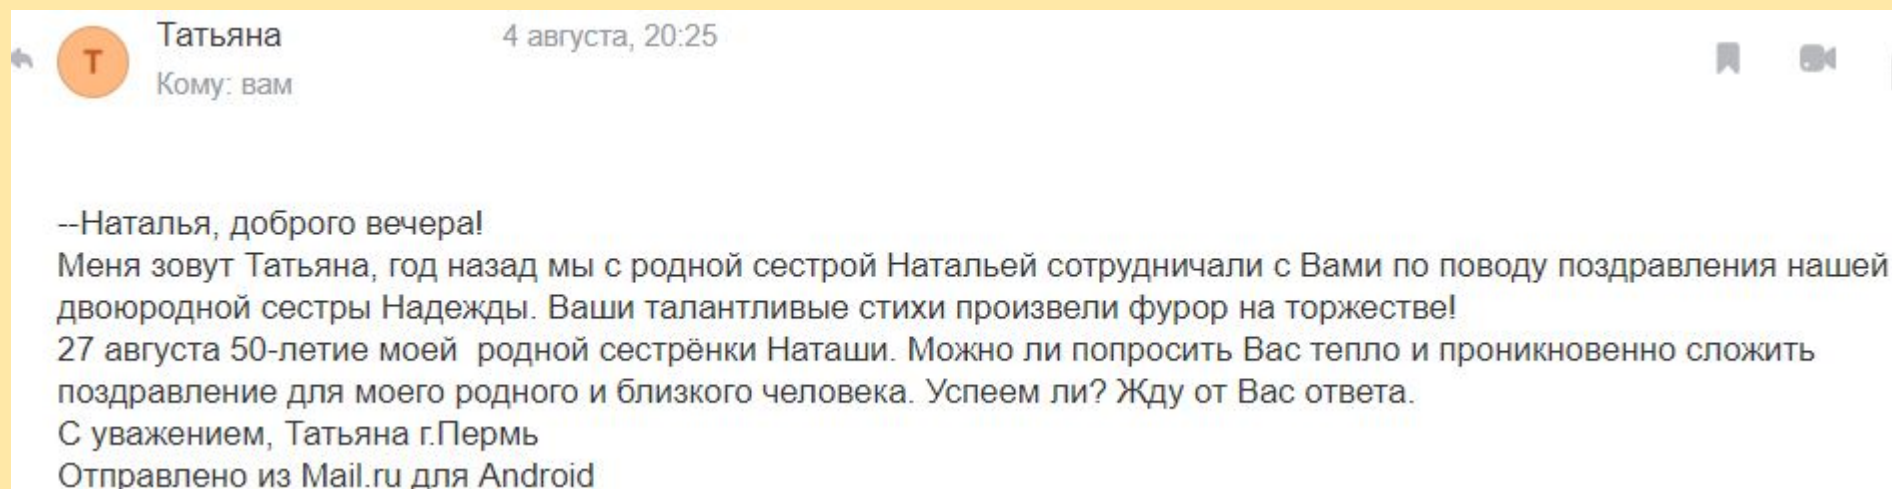 Татьяна 4 августа, 20:25
Т
Кому: вам
--Наталья, доброго вечера!
Меня зовут Татьяна, год назад мы с родной сестрой Натальей сотрудничали с Вами по поводу поздравления нашей
двоюродной сестры Надежды. Ваши талантливые стихи произвели фурор на торжестве!
27 августа 50-летие моей  родной сестрёнки Наташи. Можно ли попросить Вас тепло и проникновенно сложить
поздравление для моего родного и близкого человека. Успеем ли? Жду от Вас ответа.
С уважением, Татьяна г.Пермь
Отправлено из Mail.ru для Android